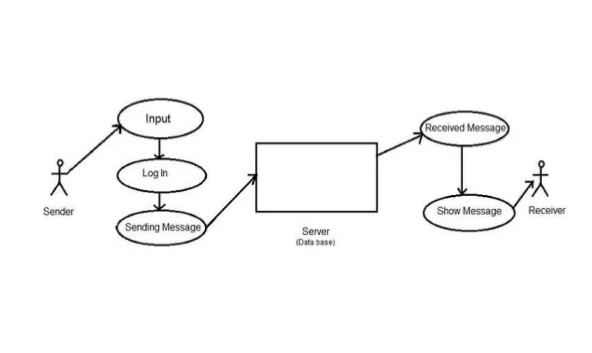 Input
Log In
Sending Message
Sender
Server
(Data base)
Received Message
Show Message
Receiver